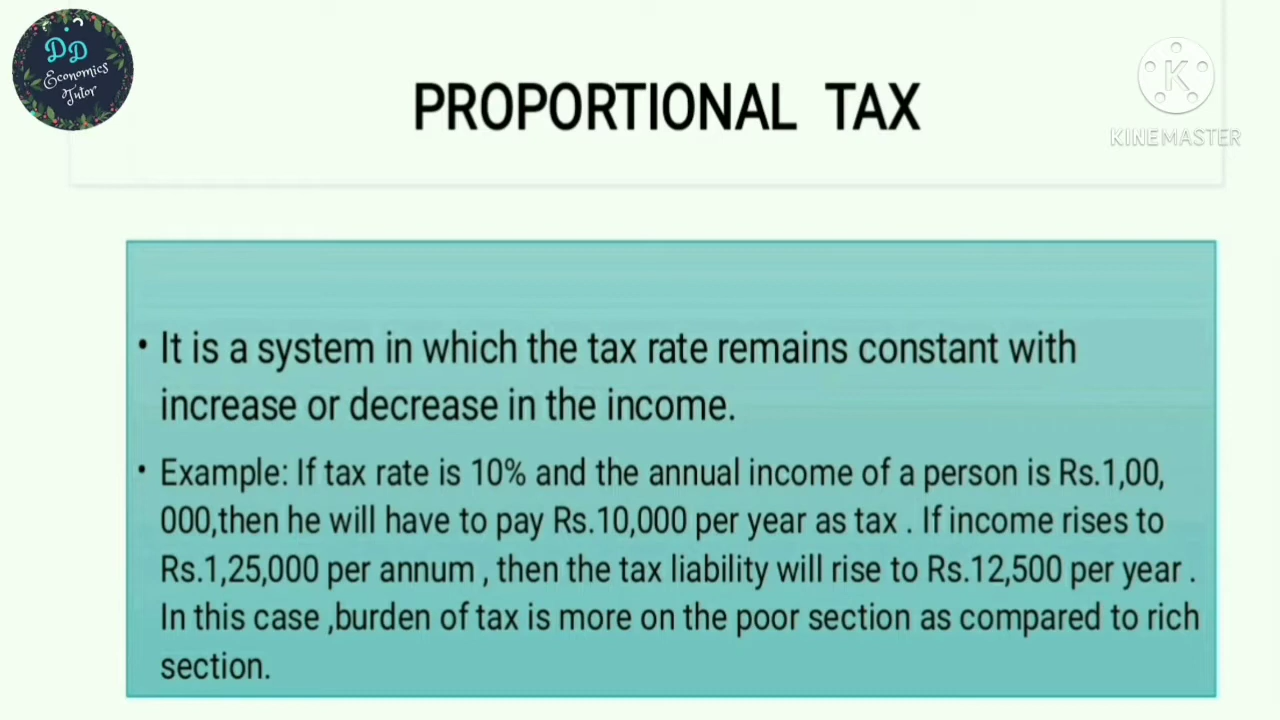 DD
Economics
Tutor
PROPORTIONAL TAX
K
KINEMASTER
• It is a system in which the tax rate remains constant with
increase or decrease in the income.
• Example: If tax rate is 10% and the annual income of a person is Rs.1,00,
000,then he will have to pay Rs.10,000 per year as tax . If income rises to
Rs.1,25,000 per annum , then the tax liability will rise to Rs.12,500 per year .
In this case ,burden of tax is more on the poor section as compared to rich
section.